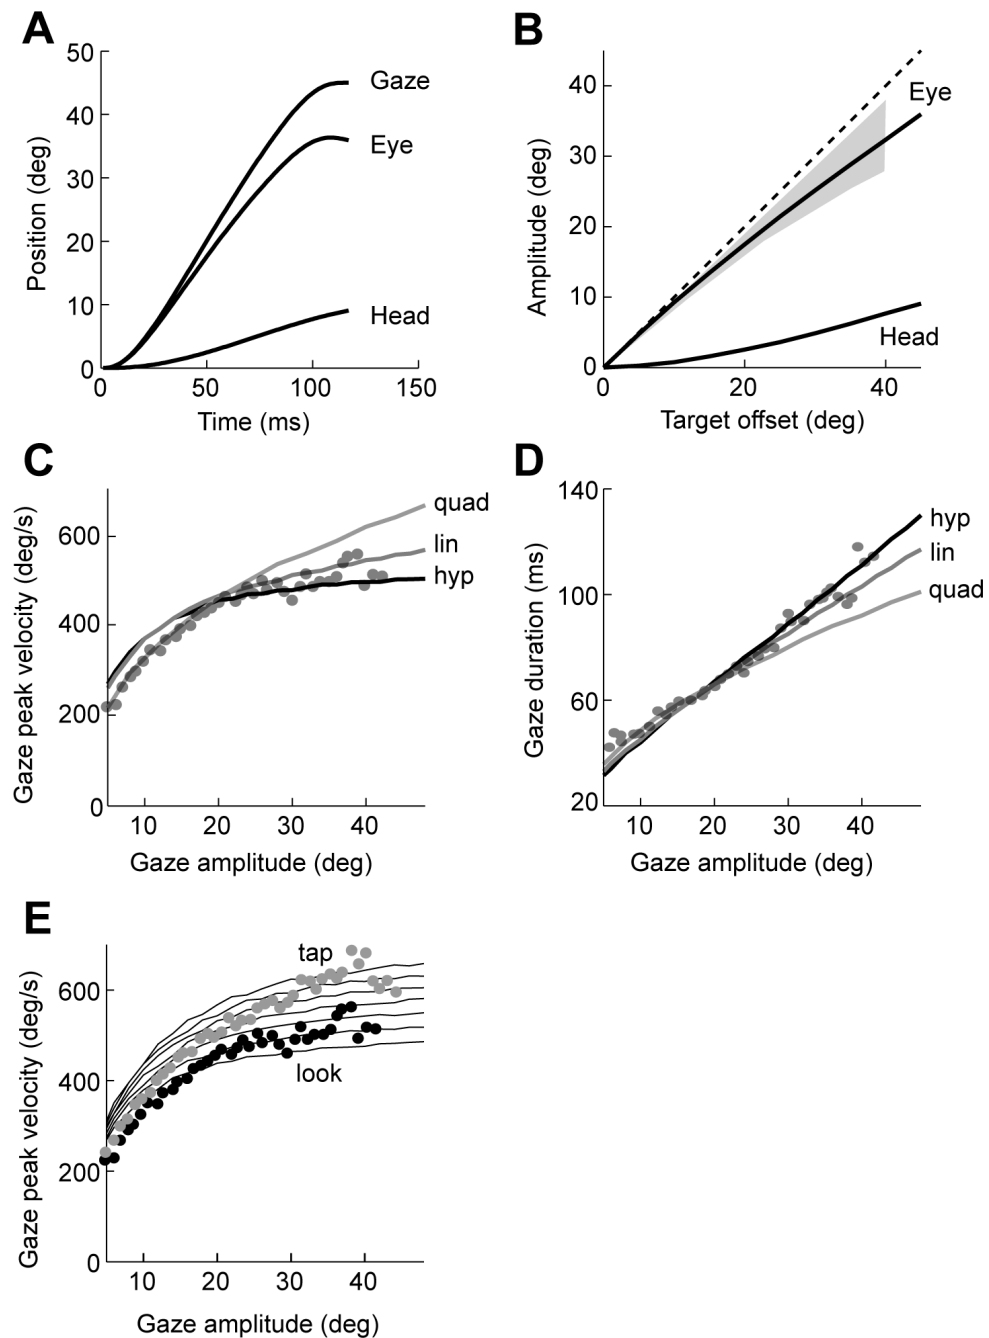 A
50
40
30
20
10
0
Position (deg)
Gaze
Eye
Head
0 50 100 150
Time (ms)
B
40
30
20
10
0
Amplitude (deg)
Eye
Head
0 20 40
Target offset (deg)
C
600
400
200
0
Gaze peak velocity (deg/s)
quad
lin
hyp
10 20 30 40
Gaze amplitude (deg)
D
140
100
60
20
Gaze duration (ms)
hyp
lin
quad
10 20 30 40
Gaze amplitude (deg)
E
600
400
200
0
Gaze peak velocity (deg/s)
tap
look
10 20 30 40
Gaze amplitude (deg)